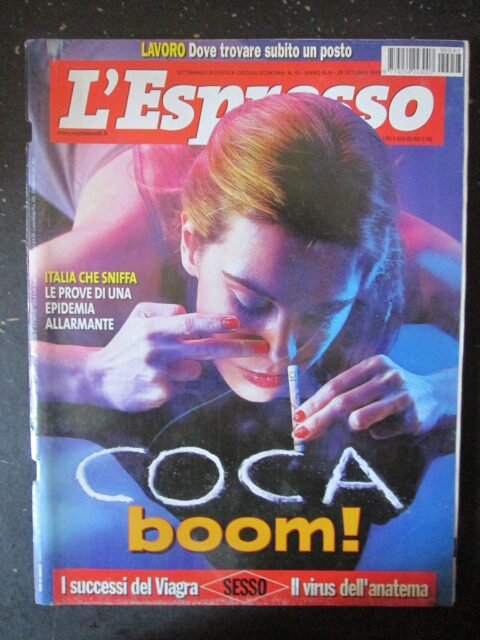 LAVORO Dove trovare subito un posto
L'Espresso
ITALIA CHE SNIFFA
LE PROVE DI UNA
EPIDEMIA
ALLARMANTE
COCA
boom!
I successi del Viagra SESSO Il virus dell'anatema